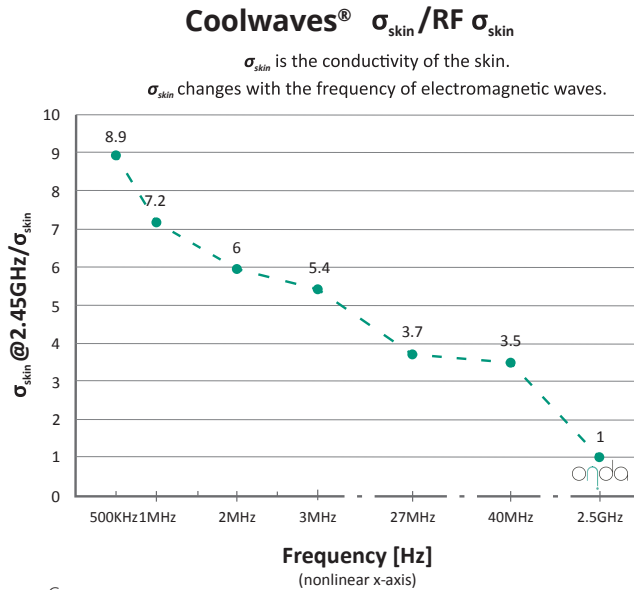 Coolwaves® σskin/RF σskin
σskin is the conductivity of the skin.
σskin changes with the frequency of electromagnetic waves.
10
9
8
7
6
5
4
3
2
1
0
8.9
7.2
6
5.4
3.7
3.5
1
onda
σskin @2.45GHz/σskin
500KHz 1MHz 2MHz 3MHz 27MHz 40MHz 2.5GHz
Frequency [Hz]
(nonlinear x-axis)